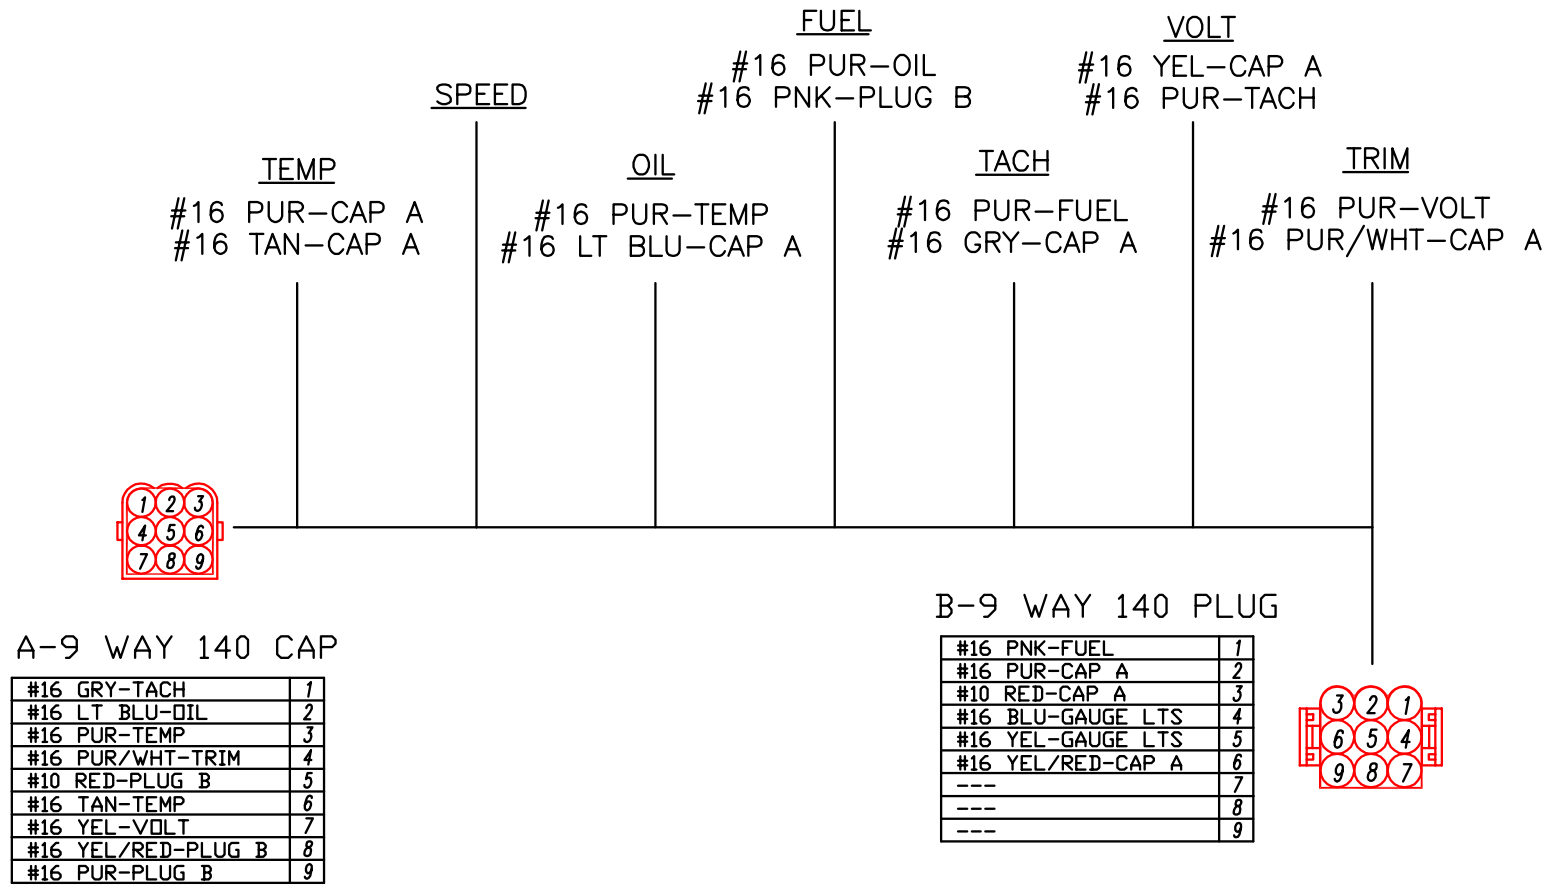 FUEL
#16 PUR-OIL
#16 PNK-PLUG B
VOLT
#16 YEL-CAP A
#16 PUR-TACH
SPEED
TEMP
#16 PUR-CAP A
#16 TAN-CAP A
OIL
#16 PUR-TEMP
#16 LT BLU-CAP A
TACH
#16 PUR-FUEL
#16 GRY-CAP A
TRIM
#16 PUR-VOLT
#16 PUR/WHT-CAP A
1 2 3
4 5 6
7 8 9
A-9 WAY 140 CAP
#16 GRY-TACH 1
#16 LT BLU-OIL 2
#16 PUR-TEMP 3
#16 PUR/WHT-TRIM 4
#10 RED-PLUG B 5
#16 TAN-TEMP 6
#16 YEL-VOLT 7
#16 YEL/RED-PLUG B 8
#16 PUR-PLUG B 9
B-9 WAY 140 PLUG
#16 PNK-FUEL 1
#16 PUR-CAP A 2
#10 RED-CAP A 3
#16 BLU-GAUGE LTS 4
#16 YEL-GAUGE LTS 5
#16 YEL/RED-CAP A 6
--- 7
--- 8
--- 9
3 2 1
6 5 4
9 8 7